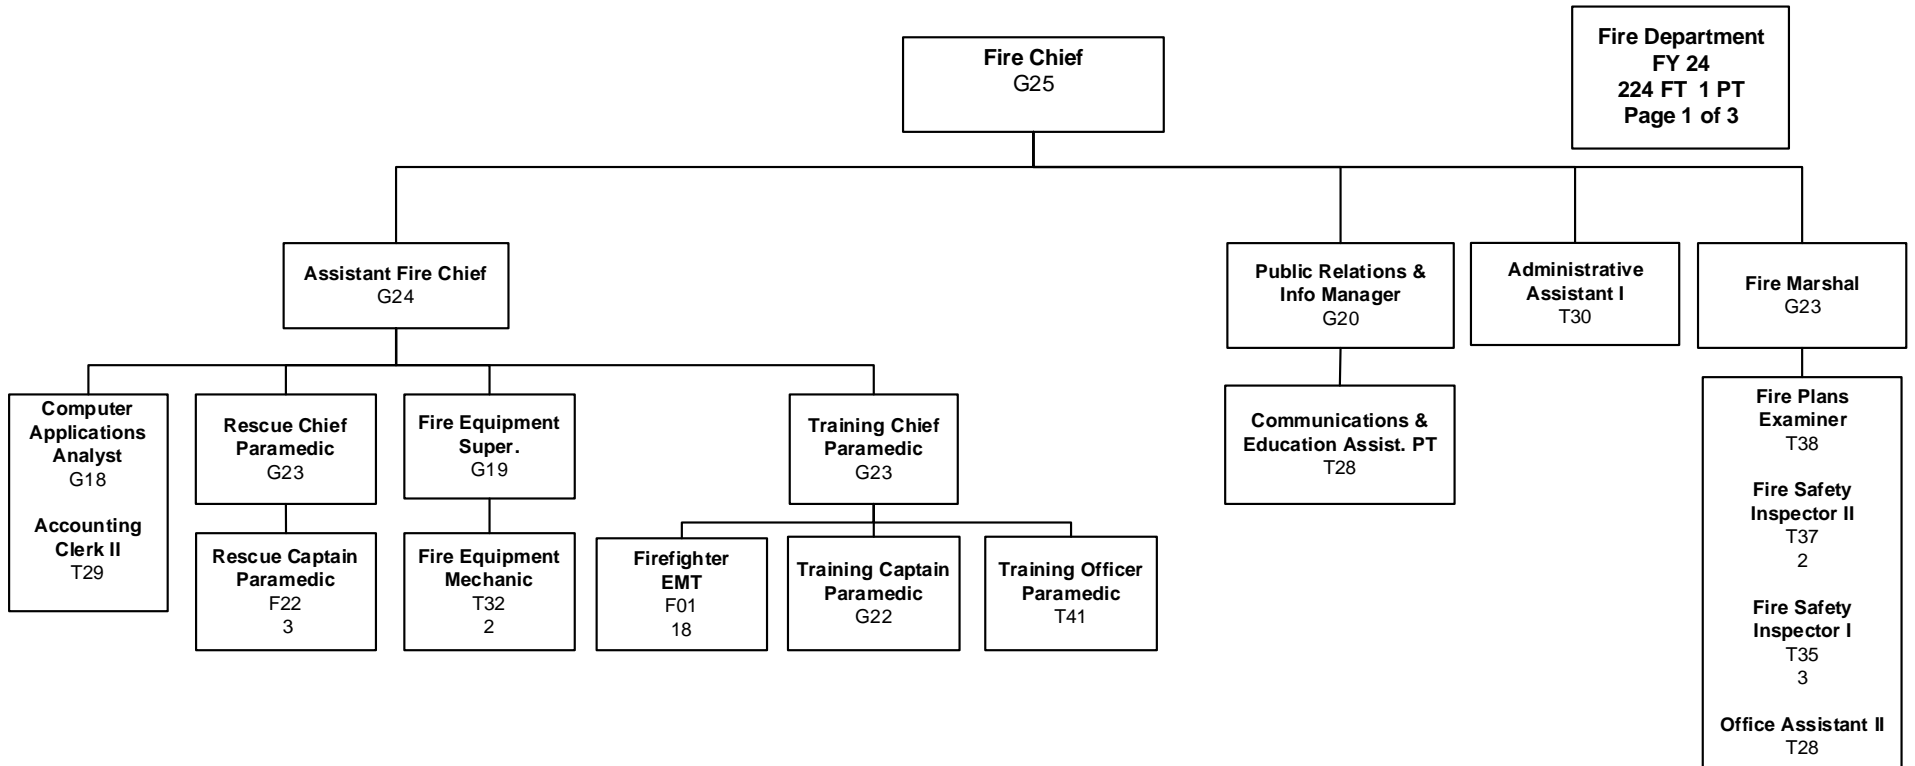 Fire Chief
G25
Fire Department
FY 24
224 FT 1 PT
Page 1 of 3
Assistant Fire Chief
G24
Public Relations &
Info Manager
G20
Administrative
Assistant I
T30
Fire Marshal
G23
Computer
Applications
Analyst
G18
Accounting
Clerk II
T29
Rescue Chief
Paramedic
G23
Fire Equipment
Super.
G19
Training Chief
Paramedic
G23
Communications &
Education Assist. PT
T28
Fire Plans
Examiner
T38
Fire Safety
Inspector II
T37
2
Fire Safety
Inspector I
T35
3
Office Assistant II
T28
Rescue Captain
Paramedic
F22
3
Fire Equipment
Mechanic
T32
2
Firefighter
EMT
F01
18
Training Captain
Paramedic
G22
Training Officer
Paramedic
T41